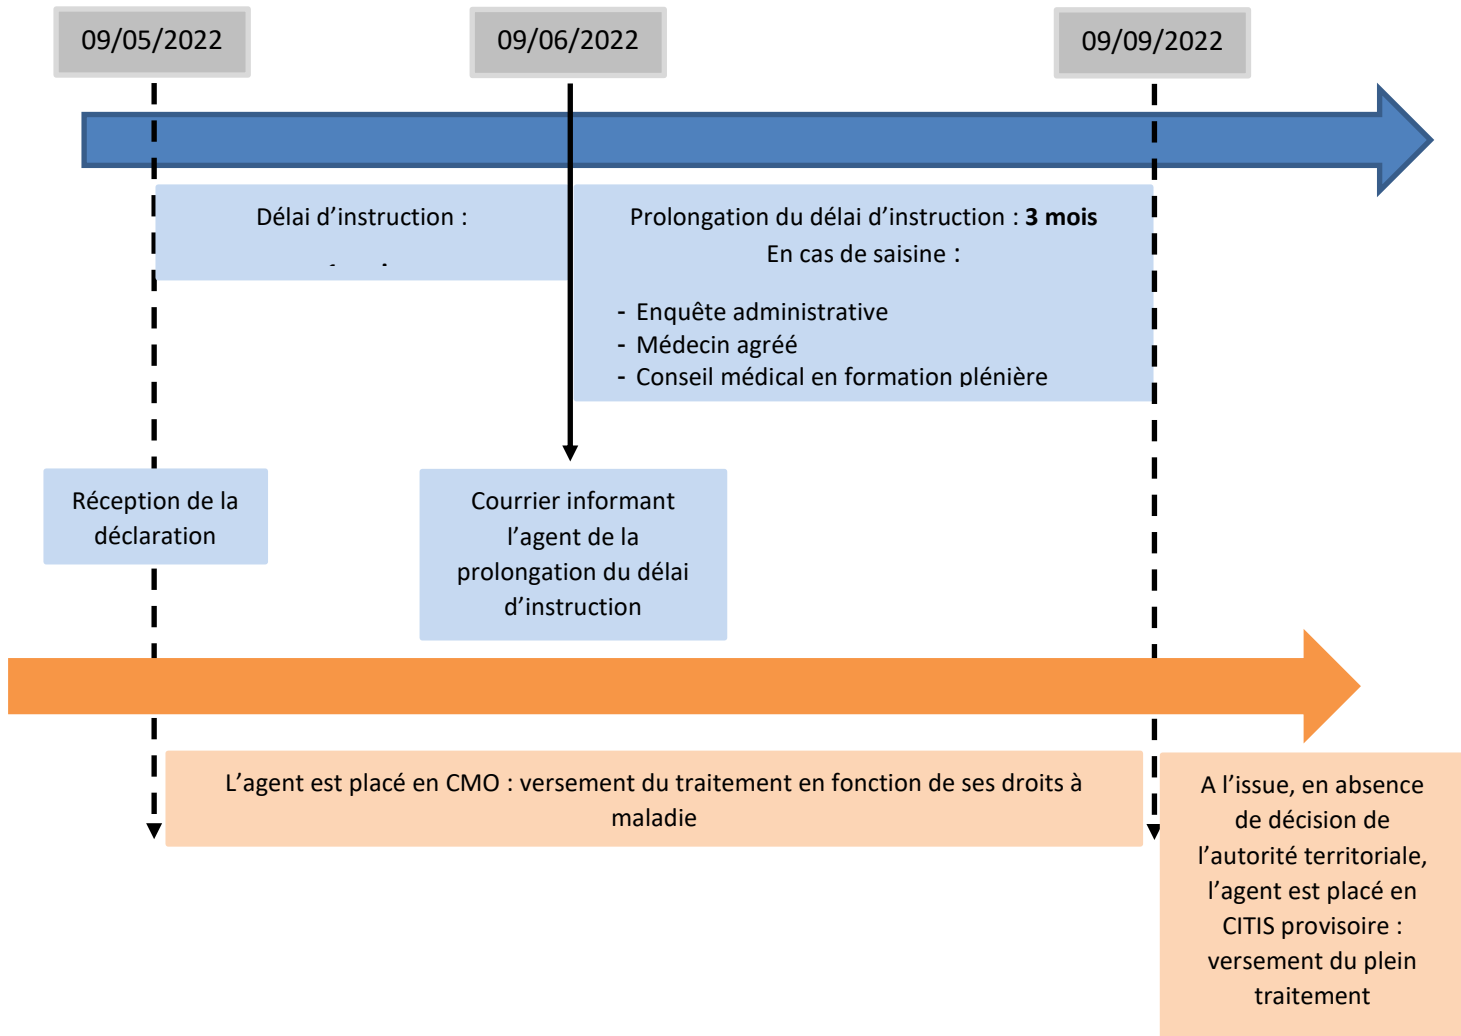 09/05/2022
09/06/2022
09/09/2022
Délai d’instruction :
Prolongation du délai d’instruction : 3 mois
En cas de saisine :
- Enquête administrative
- Médecin agréé
- Conseil médical en formation plénière
Réception de la
déclaration
Courrier informant
l’agent de la
prolongation du délai
d’instruction
L’agent est placé en CMO : versement du traitement en fonction de ses droits à
maladie
A l’issue, en absence
de décision de
l’autorité territoriale,
l’agent est placé en
CITIS provisoire :
versement du plein
traitement